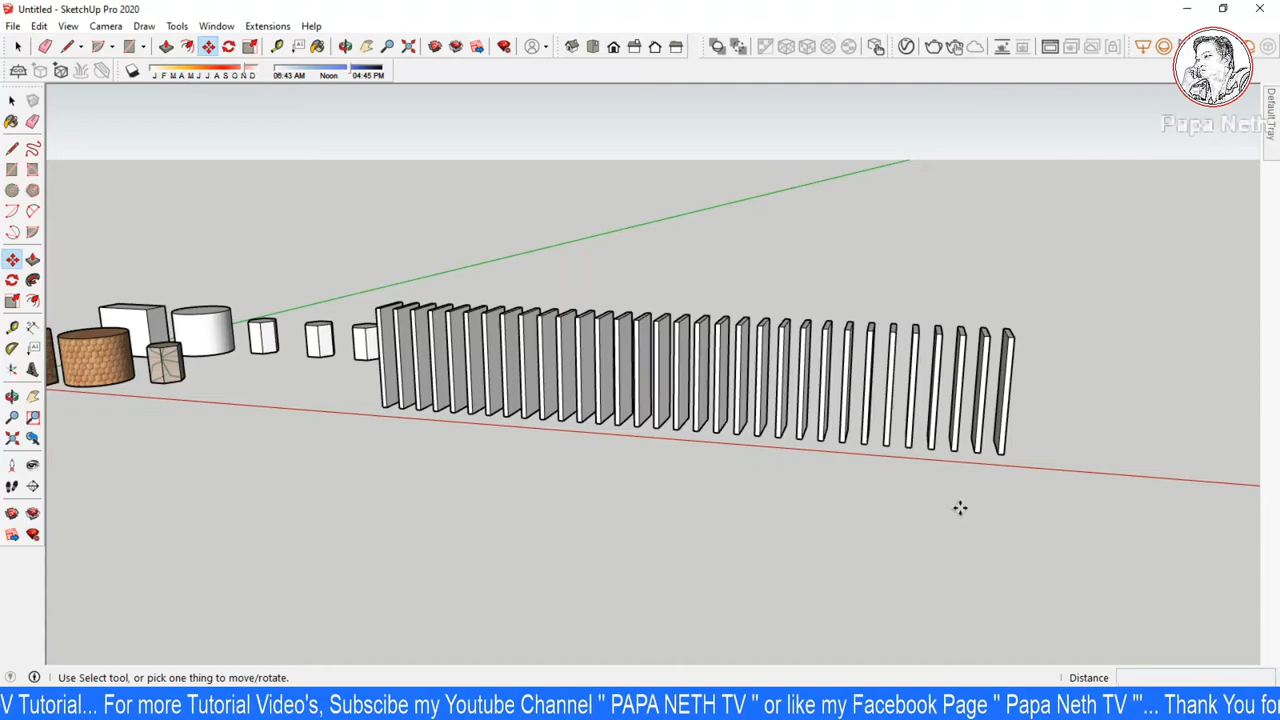 Untitled - SketchUp Pro 2020
File Edit View Camera Draw Tools Window Extensions Help
J F M A M J J A S O N D 06:43 AM Noon 04:45 PM
Papa Neth
Default Tray
Use Select tool, or pick one thing to move/rotate.
Distance
V Tutorial... For more Tutorial Video's, Subscibe my Youtube Channel " PAPA NETH TV " or like my Facebook Page " Papa Neth TV "'... Thank You fo